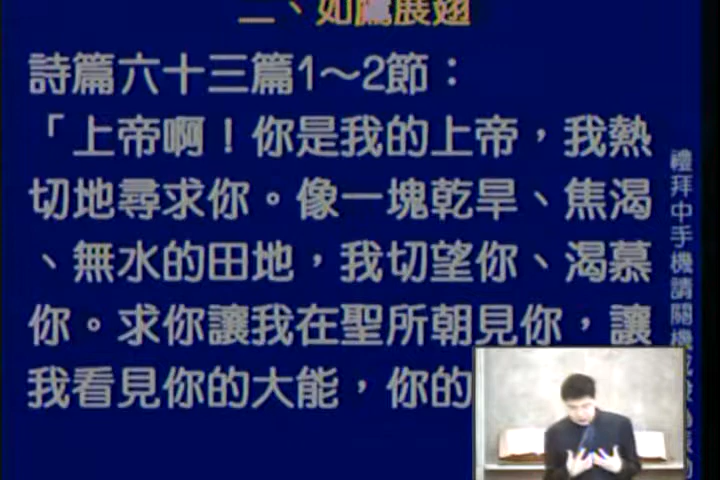 二、如鷹展翅
詩篇六十三篇1～2節：
「上帝啊！你是我的上帝，我熱
切地尋求你。像一塊乾旱、焦渴
、無水的田地，我切望你、渴慕
你。求你讓我在聖所朝見你，讓
我看見你的大能，你的
禮拜中手機請關機